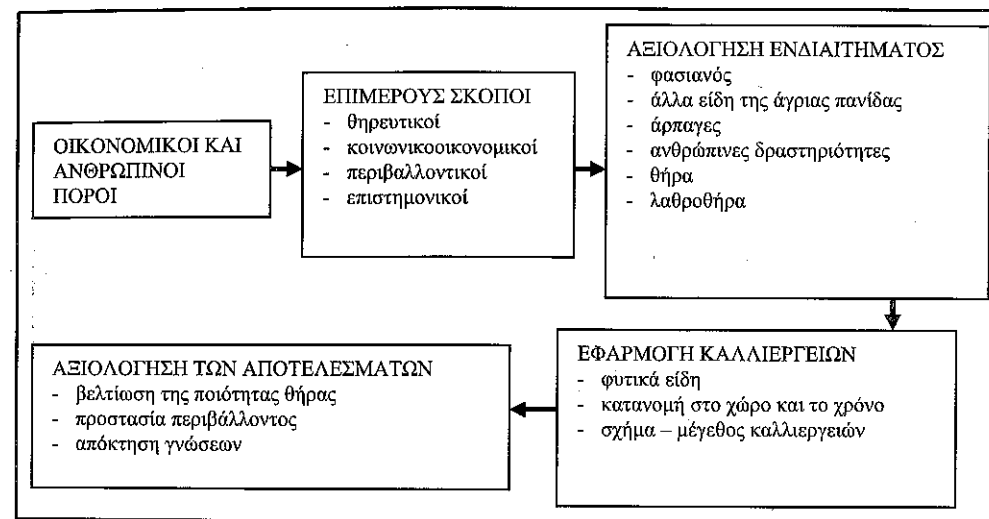 ΟΙΚΟΝΟΜΙΚΟΙ ΚΑΙ
ΑΝΘΡΩΠΙΝΟΙ
ΠΟΡΟΙ
ΕΠΙΜΕΡΟΥΣ ΣΚΟΠΟΙ
- θηρευτικοί
- κοινωνικοοικονομικοί
- περιβαλλοντικοί
- επιστημονικοί
ΑΞΙΟΛΟΓΗΣΗ ΕΝΔΙΑΙΤΗΜΑΤΟΣ
- φασιανός
- άλλα είδη της άγριας πανίδας
- άρπαγες
- ανθρώπινες δραστηριότητες
- θήρα
- λαθροθήρα
ΕΦΑΡΜΟΓΗ ΚΑΛΛΙΕΡΓΕΙΩΝ
- φυτικά είδη
- κατανομή στο χώρο και το χρόνο
- σχήμα – μέγεθος καλλιεργειών
ΑΞΙΟΛΟΓΗΣΗ ΤΩΝ ΑΠΟΤΕΛΕΣΜΑΤΩΝ
- βελτίωση της ποιότητας θήρας
- προστασία περιβάλλοντος
- απόκτηση γνώσεων